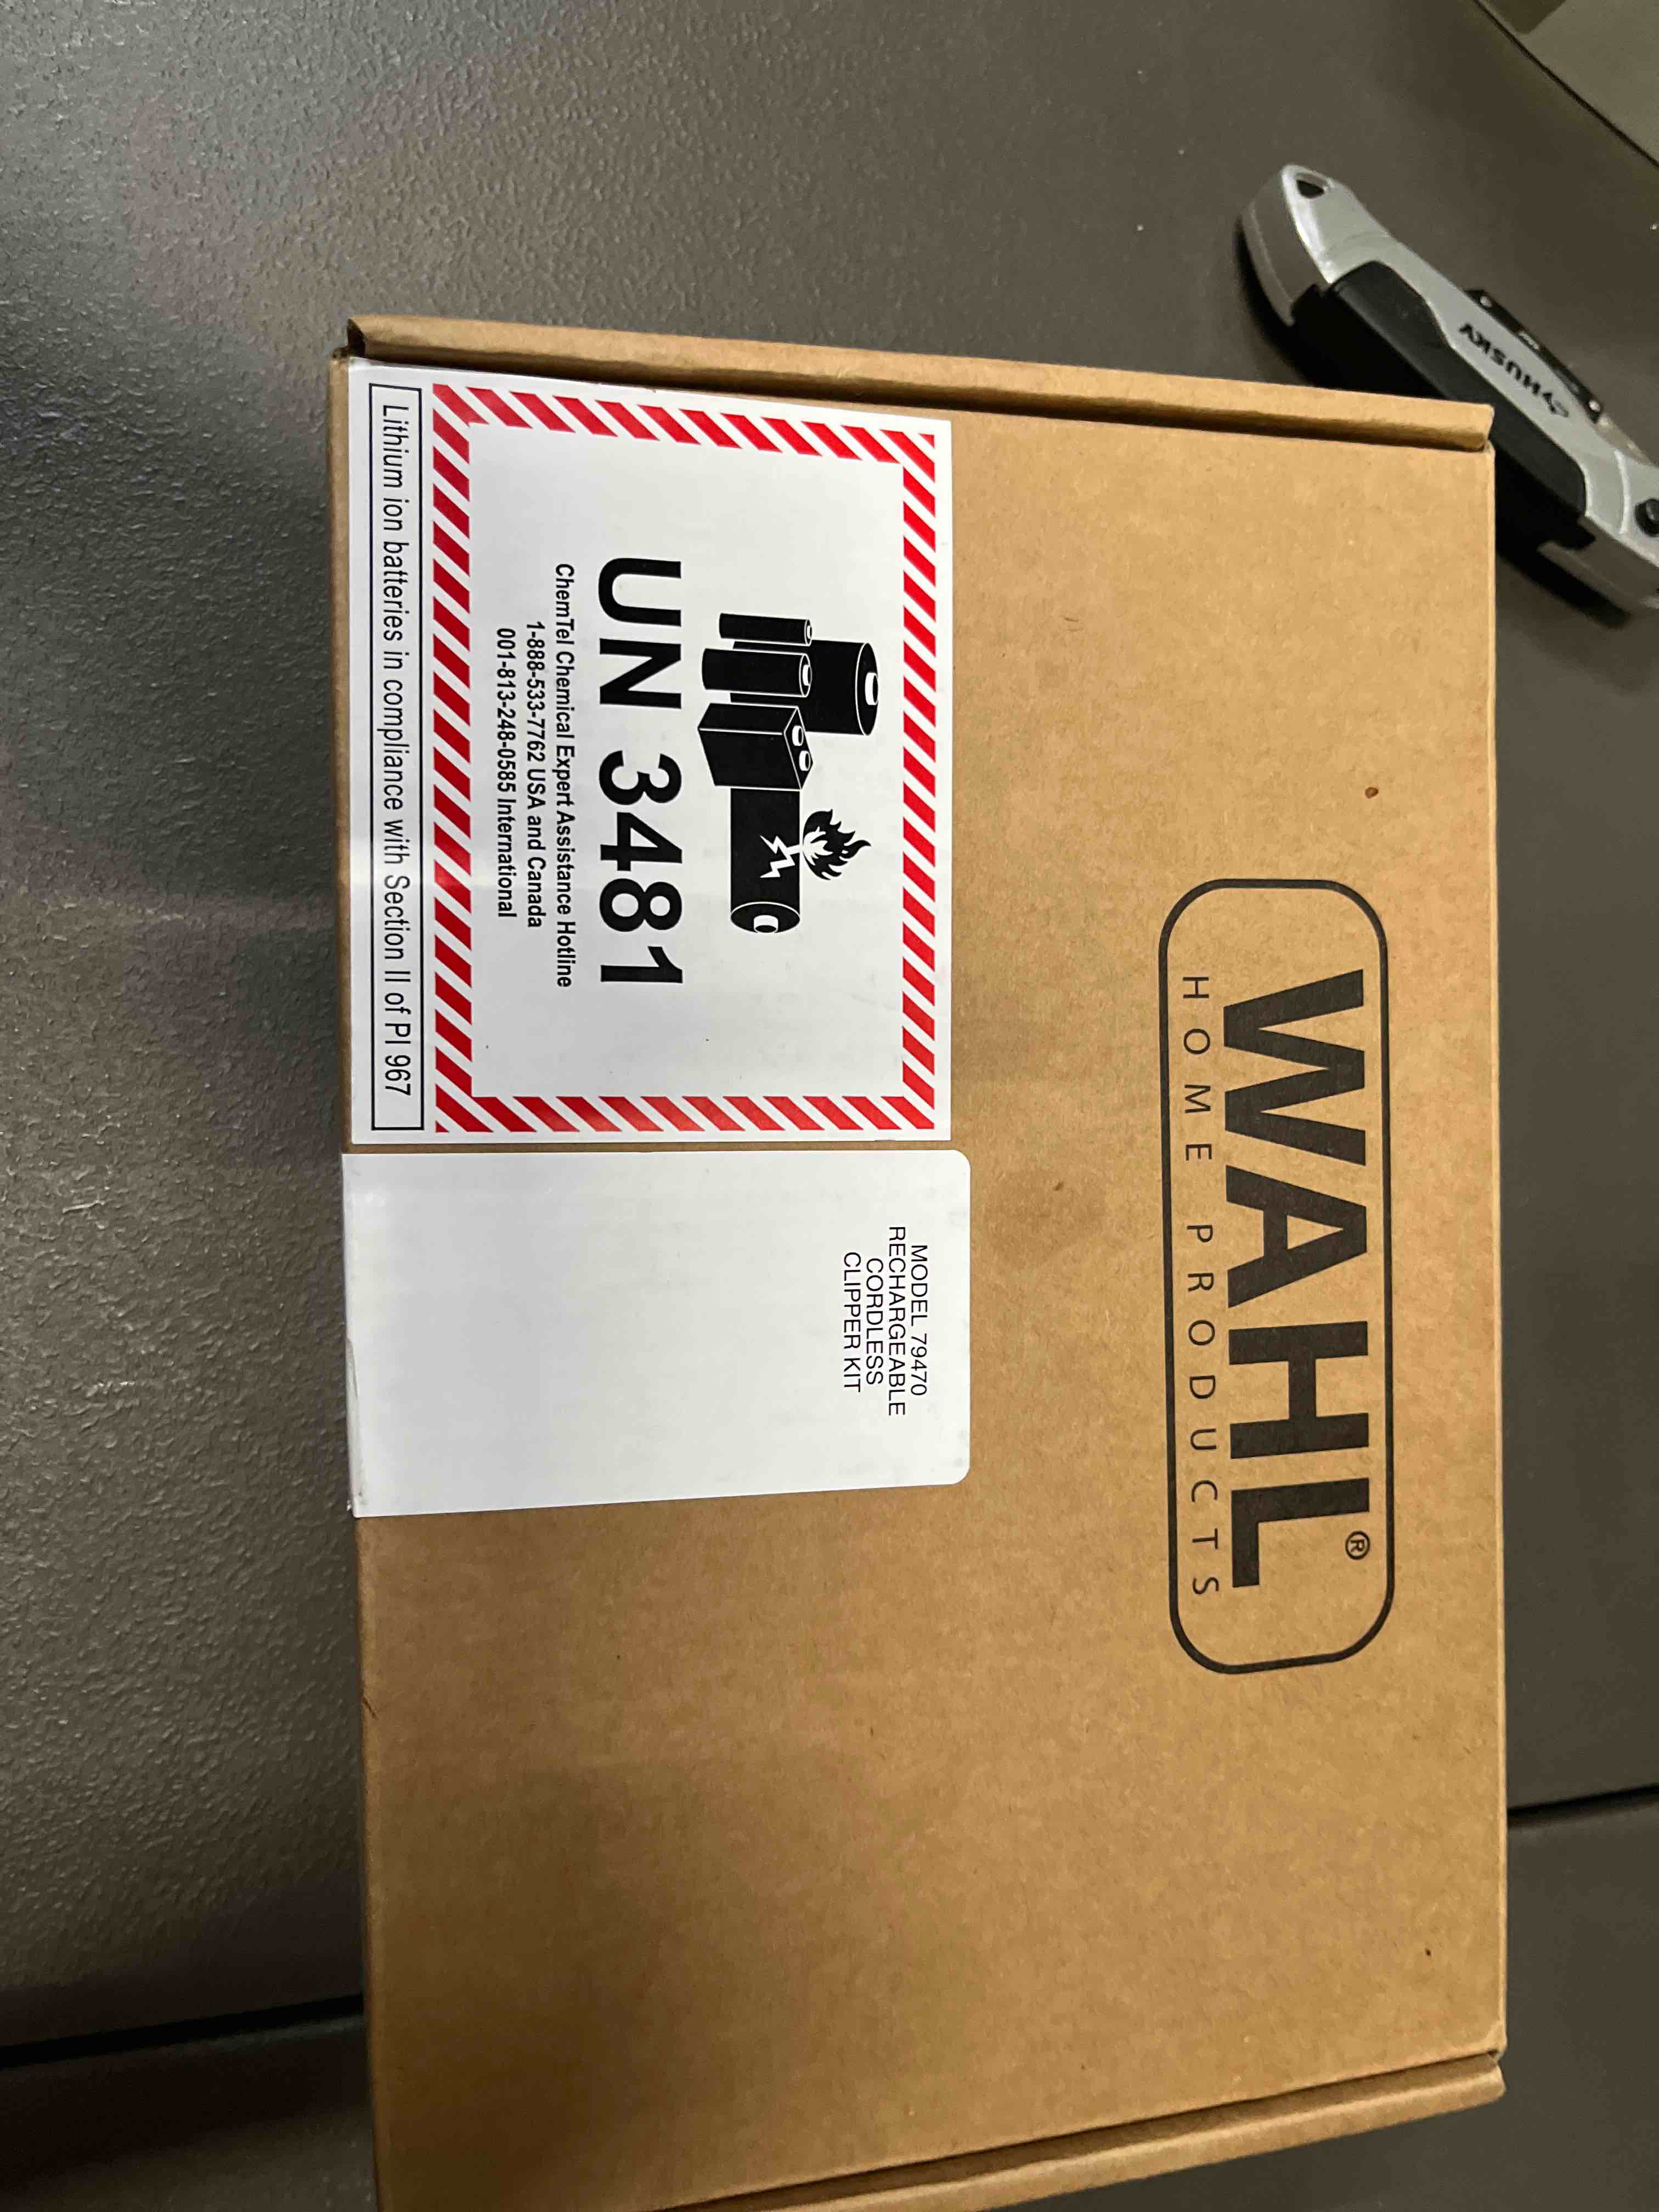 WAHL®
HOME PRODUCTS
UN 3481
ChemTel Chemical Expert Assistance Hotline
1-888-533-7762 USA and Canada
001-813-248-0585 International
Lithium ion batteries in compliance with Section II of PI 967
MODEL 79470
RECHARGEABLE
CORDLESS
CLIPPER KIT
HUSKY